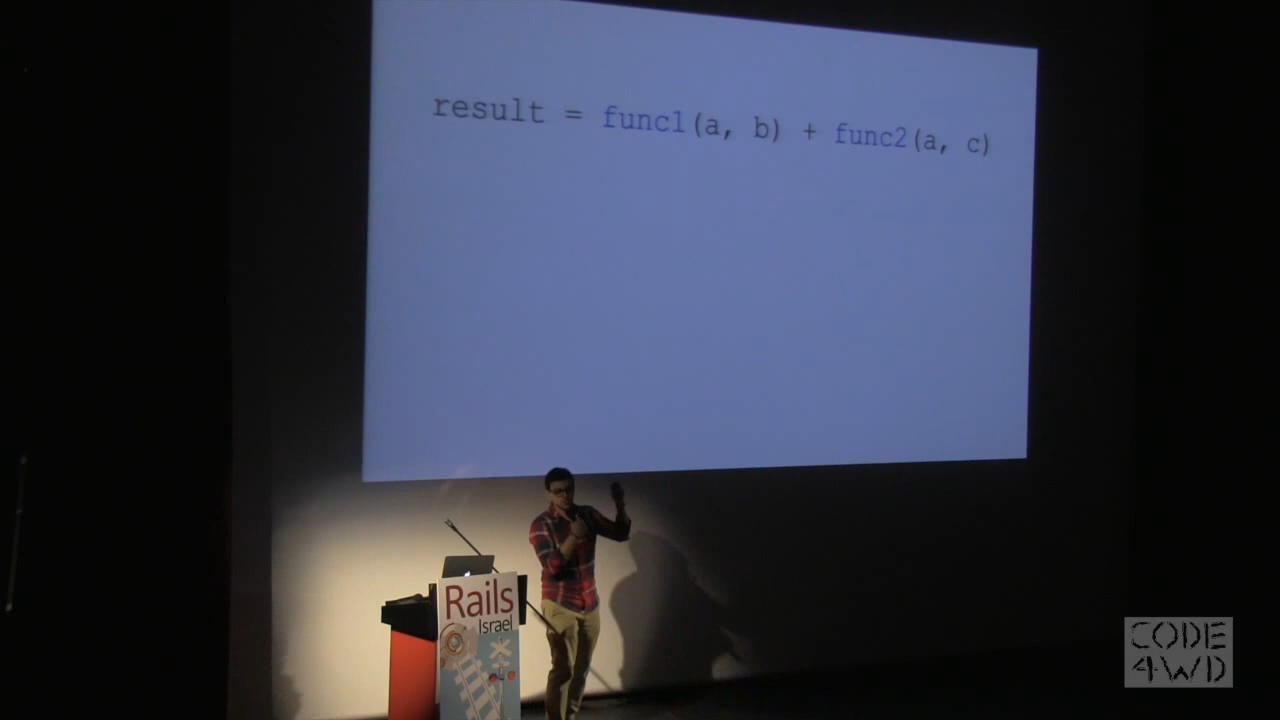 result = func1(a, b) + func2(a, c)
Rails
Israel
CODE
4WD